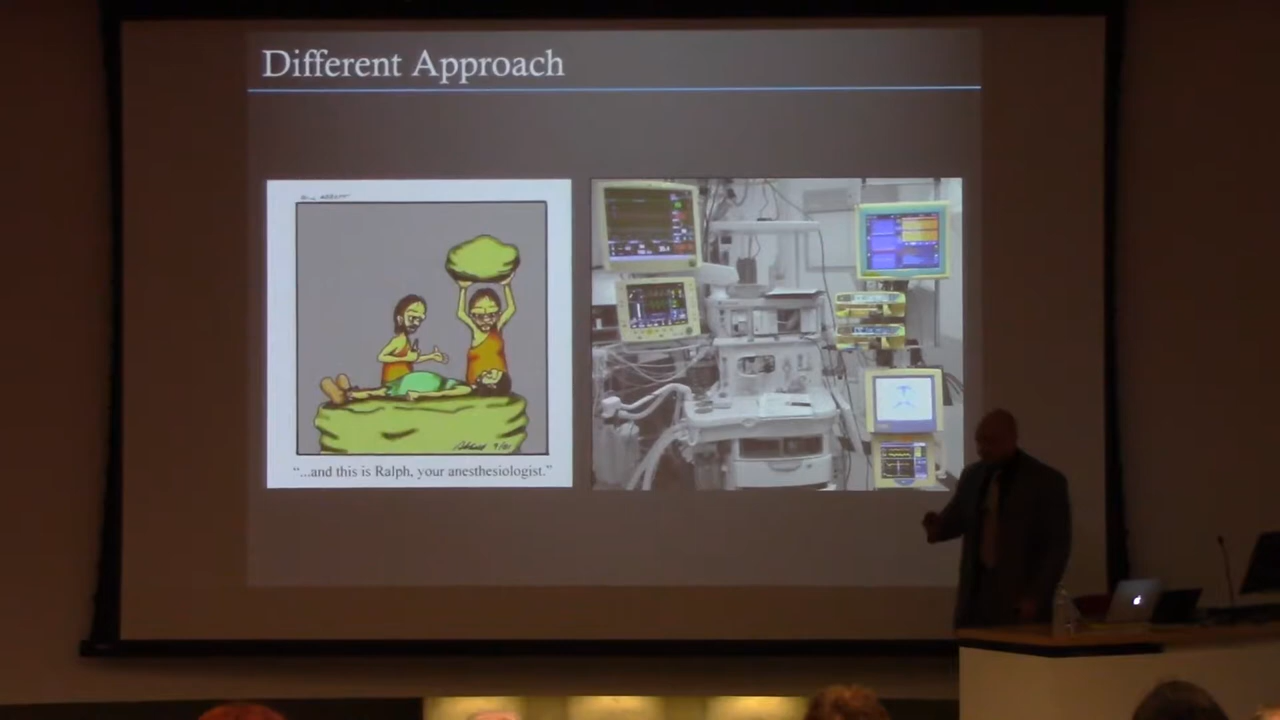 Different Approach
"...and this is Ralph, your anesthesiologist."